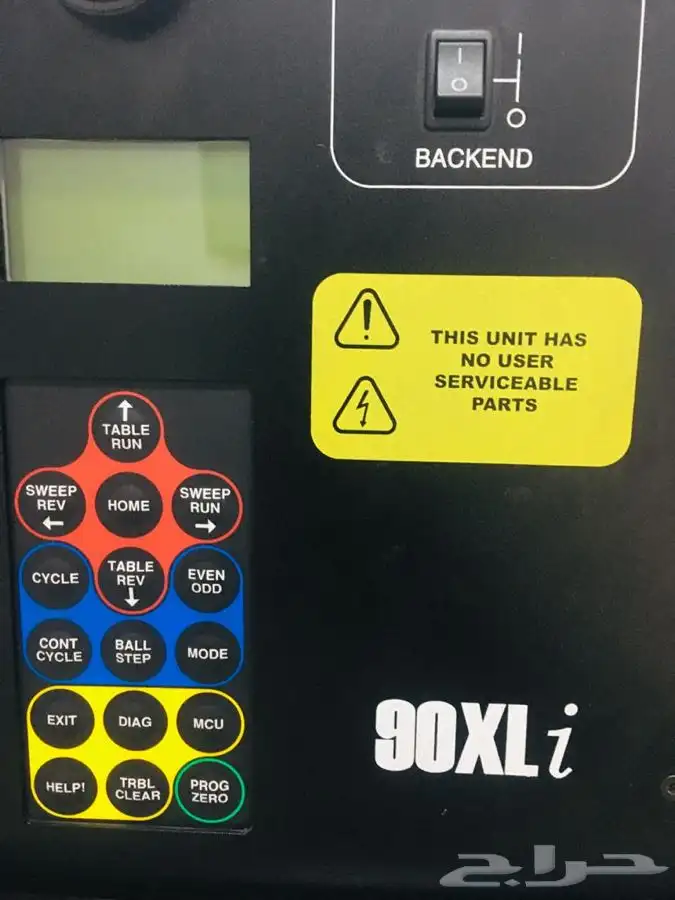 I
O
I
O
BACKEND
THIS UNIT HAS
NO USER
SERVICEABLE
PARTS
↑
TABLE
RUN
SWEEP
REV
←
HOME
SWEEP
RUN
→
CYCLE
TABLE
REV
↓
EVEN
ODD
CONT
CYCLE
BALL
STEP
MODE
EXIT
DIAG
MCU
HELP!
TRBL
CLEAR
PROG
ZERO
90XLi
حراج